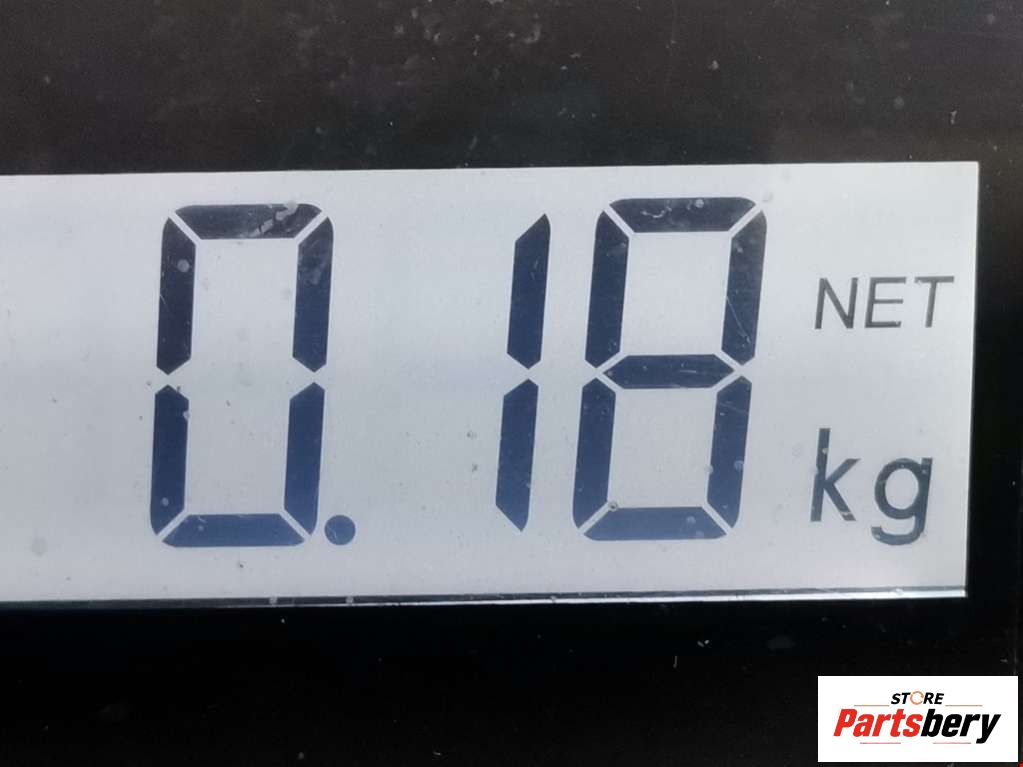 0.18 NET
kg
STORE
Partsbery